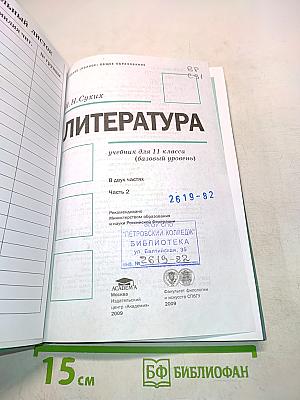 И.Н.Сухих
ЛИТЕРАТУРА
учебник для 11 класса
(базовый уровень)
В двух частях
Часть 2
2619-82
Рекомендовано
Министерством образования
и науки Российской Федерации
"ПЕТРОВСКИЙ КОЛЛЕДЖ"
БИБЛИОТЕКА
ул. Балтийская, 35
инв. № 2619-82
ACADEMA
Москва
Издательский
центр «Академия»
2009
Факультет филологии
и искусств СПбГУ
2009
15 см
БФ БИБЛИОФАН